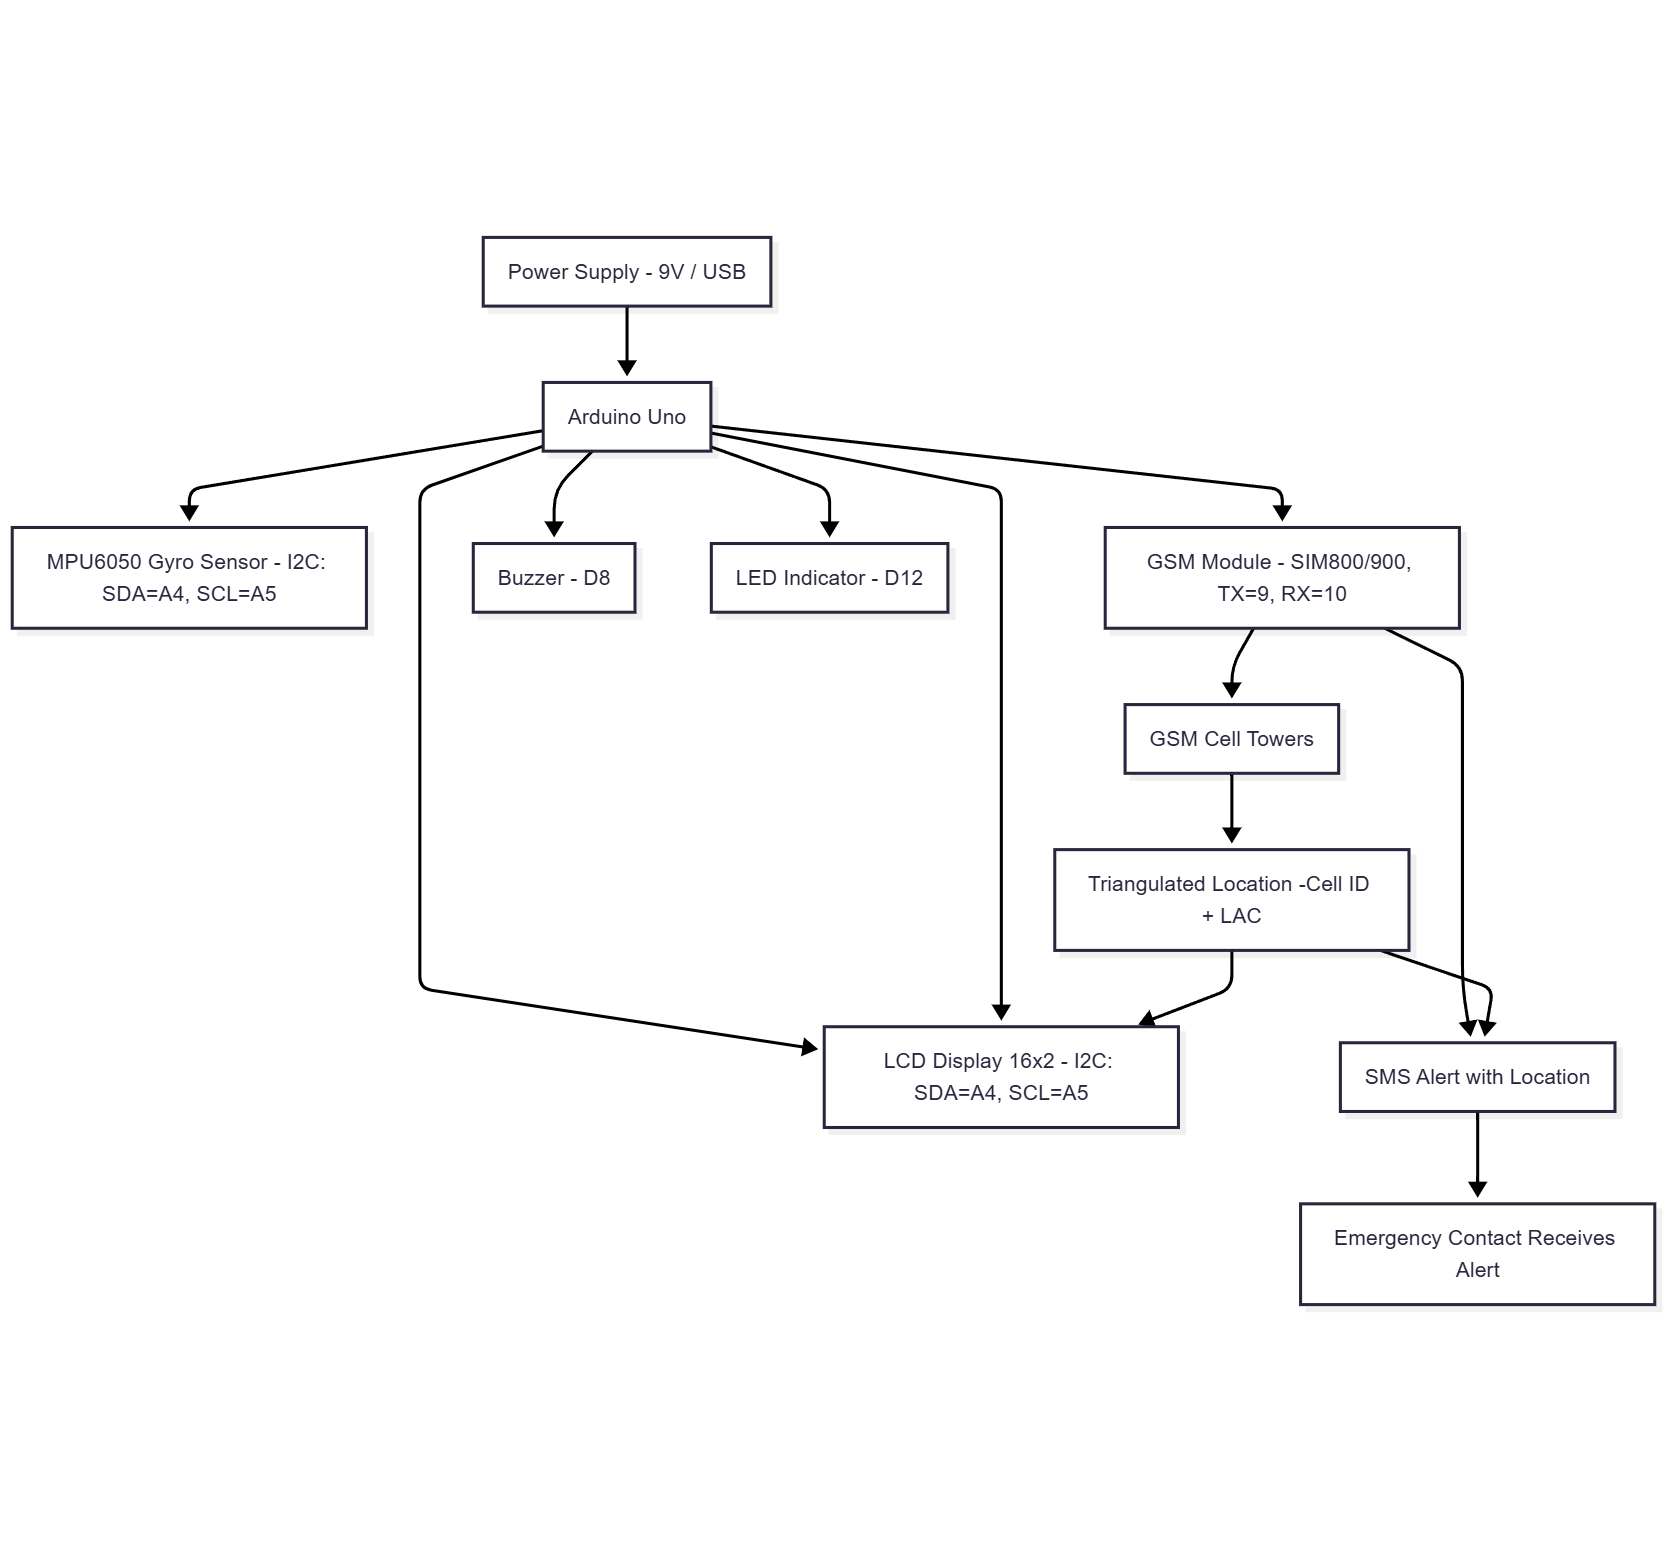 Power Supply - 9V / USB
Arduino Uno
MPU6050 Gyro Sensor - I2C:
SDA=A4, SCL=A5
Buzzer - D8
LED Indicator - D12
GSM Module - SIM800/900,
TX=9, RX=10
GSM Cell Towers
Triangulated Location -Cell ID
+ LAC
LCD Display 16x2 - I2C:
SDA=A4, SCL=A5
SMS Alert with Location
Emergency Contact Receives
Alert